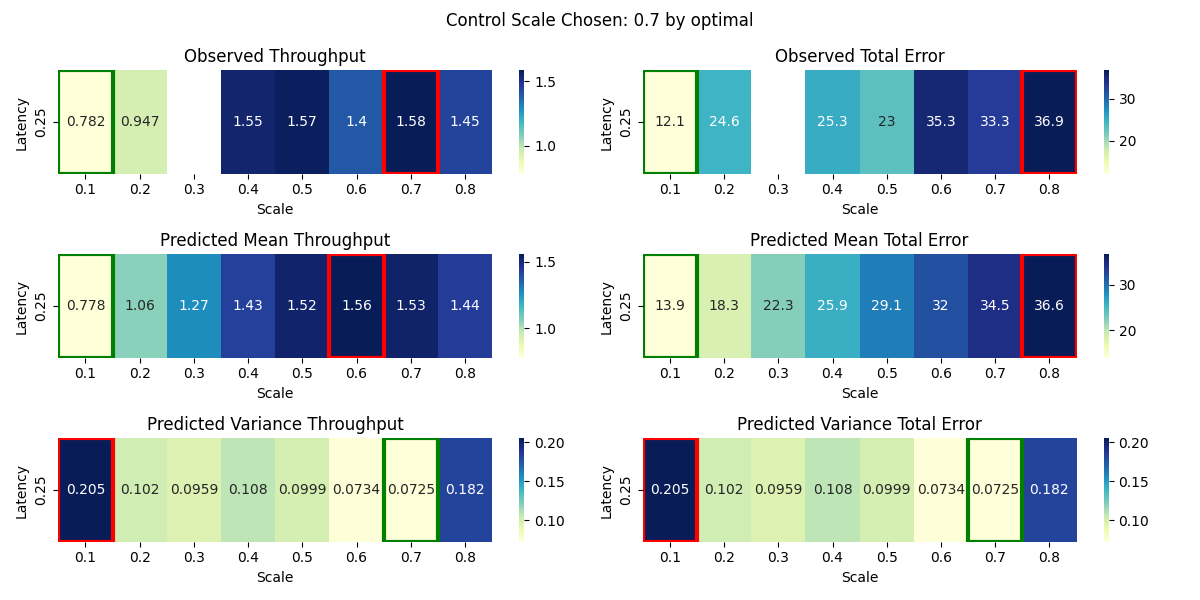 Control Scale Chosen: 0.7 by optimal
Observed Throughput
Latency
0.25
0.782 0.947 1.55 1.57 1.4 1.58 1.45
0.1 0.2 0.3 0.4 0.5 0.6 0.7 0.8
Scale
1.5
1.0
Observed Total Error
Latency
0.25
12.1 24.6 25.3 23 35.3 33.3 36.9
0.1 0.2 0.3 0.4 0.5 0.6 0.7 0.8
Scale
30
20
Predicted Mean Throughput
Latency
0.25
0.778 1.06 1.27 1.43 1.52 1.56 1.53 1.44
0.1 0.2 0.3 0.4 0.5 0.6 0.7 0.8
Scale
1.5
1.0
Predicted Mean Total Error
Latency
0.25
13.9 18.3 22.3 25.9 29.1 32 34.5 36.6
0.1 0.2 0.3 0.4 0.5 0.6 0.7 0.8
Scale
30
20
Predicted Variance Throughput
Latency
0.25
0.205 0.102 0.0959 0.108 0.0999 0.0734 0.0725 0.182
0.1 0.2 0.3 0.4 0.5 0.6 0.7 0.8
Scale
0.20
0.15
0.10
Predicted Variance Total Error
Latency
0.25
0.205 0.102 0.0959 0.108 0.0999 0.0734 0.0725 0.182
0.1 0.2 0.3 0.4 0.5 0.6 0.7 0.8
Scale
0.20
0.15
0.10